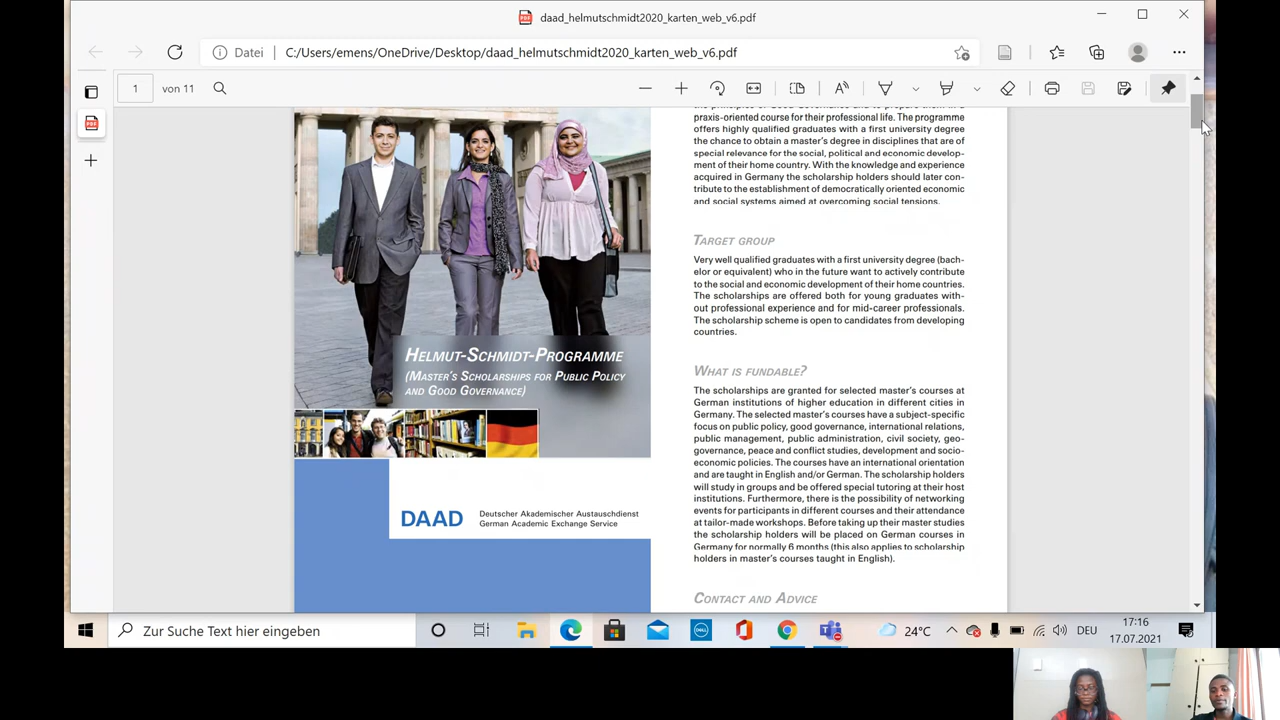 daad_helmutschmidt2020_karten_web_v6.pdf
Datei
C:/Users/emens/OneDrive/Desktop/daad_helmutschmidt2020_karten_web_v6.pdf
1
von 11
praxis-oriented course for their professional life. The programme
offers highly qualified graduates with a first university degree
the chance to obtain a master's degree in disciplines that are of
special relevance for the social, political and economic develop-
ment of their home country. With the knowledge and experience
acquired in Germany the scholarship holders should later con-
tribute to the establishment of democratically oriented economic
and social systems aimed at overcoming social tensions.
TARGET GROUP
Very well qualified graduates with a first university degree (bach-
elor or equivalent) who in the future want to actively contribute
to the social and economic development of their home countries.
The scholarships are offered both for young graduates with-
out professional experience and for mid-career professionals.
The scholarship scheme is open to candidates from developing
countries.
WHAT IS FUNDABLE?
The scholarships are granted for selected master's courses at
German institutions of higher education in different cities in
Germany. The selected master's courses have a subject-specific
focus on public policy, good governance, international relations,
public management, public administration, civil society, geo-
governance, peace and conflict studies, development and socio-
economic policies. The courses have an international orientation
and are taught in English and/or German. The scholarship holders
will study in groups and be offered special tutoring at their host
institutions. Furthermore, there is the possibility of networking
events for participants in different courses and their attendance
at tailor-made workshops. Before taking up their master studies
the scholarship holders will be placed on German courses in
Germany for normally 6 months (this also applies to scholarship
holders in master's courses taught in English).
CONTACT AND ADVICE
HELMUT-SCHMIDT-PROGRAMME
(MASTER'S SCHOLARSHIPS FOR PUBLIC POLICY
AND GOOD GOVERNANCE)
DAAD
Deutscher Akademischer Austauschdienst
German Academic Exchange Service
Zur Suche Text hier eingeben
DELL
24°C
DEU
17:16
17.07.2021